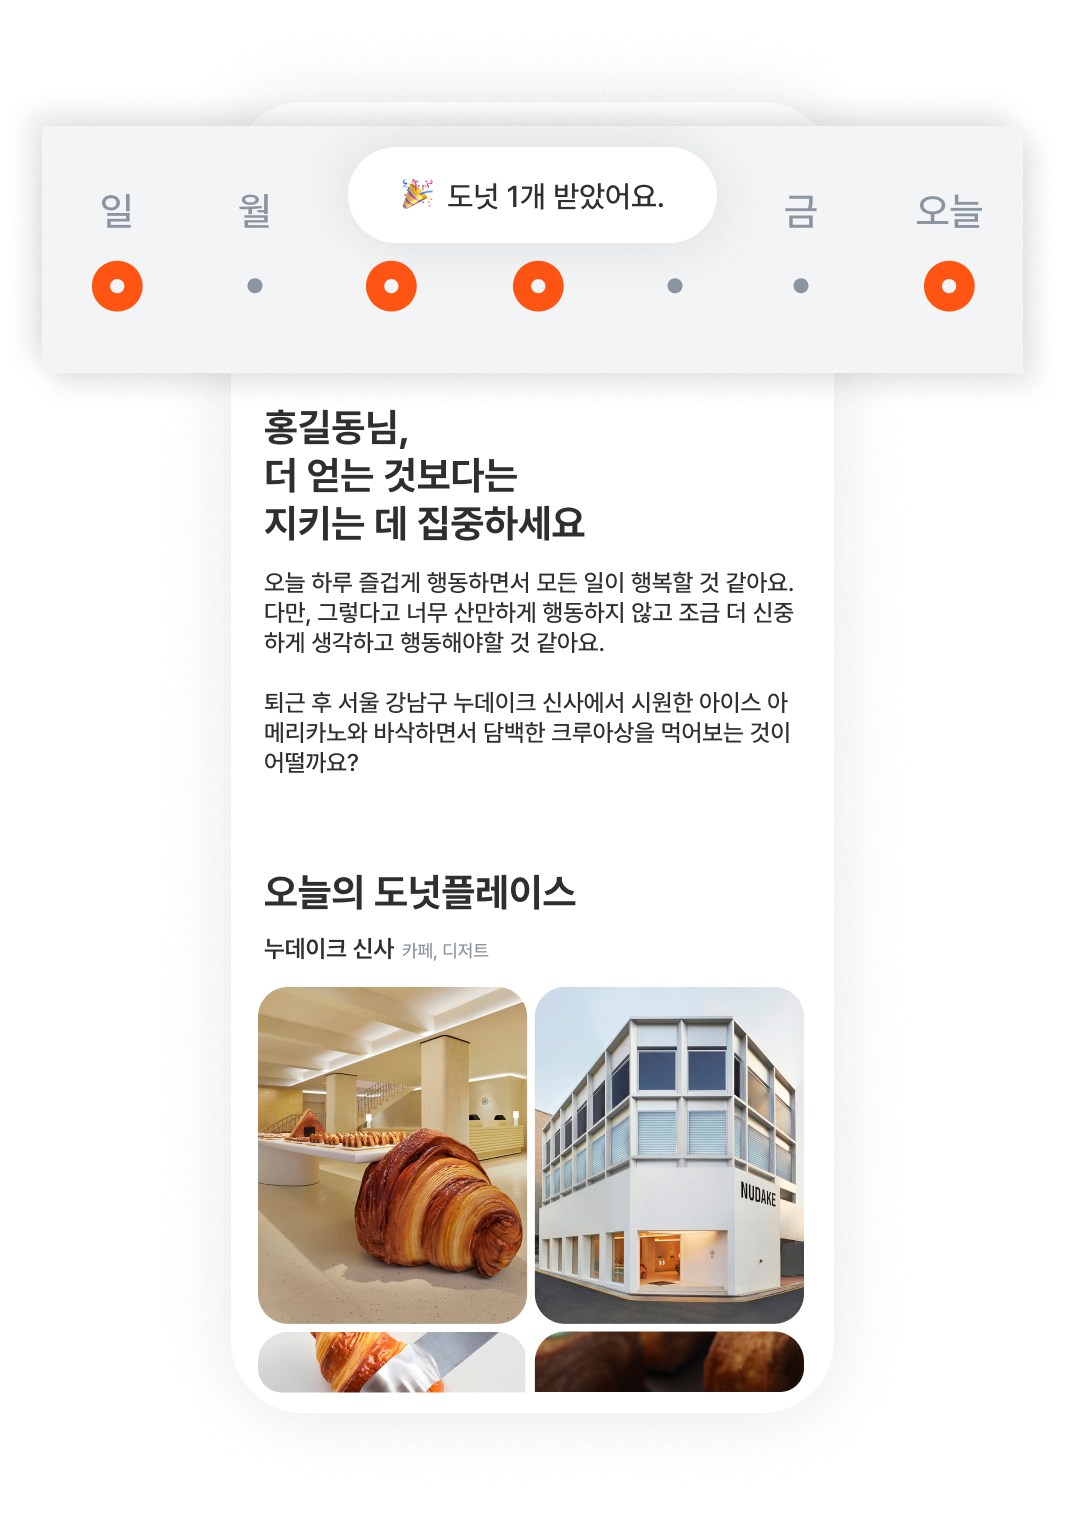 🎉 도넛 1개 받았어요.
일 월 금 오늘
홍길동님,
더 얻는 것보다는
지키는 데 집중하세요
오늘 하루 즐겁게 행동하면서 모든 일이 행복할 것 같아요.
다만, 그렇다고 너무 산만하게 행동하지 않고 조금 더 신중
하게 생각하고 행동해야할 것 같아요.
퇴근 후 서울 강남구 누데이크 신사에서 시원한 아이스 아
메리카노와 바삭하면서 담백한 크루아상을 먹어보는 것이
어떨까요?
오늘의 도넛플레이스
누데이크 신사 카페, 디저트
NUDAKE